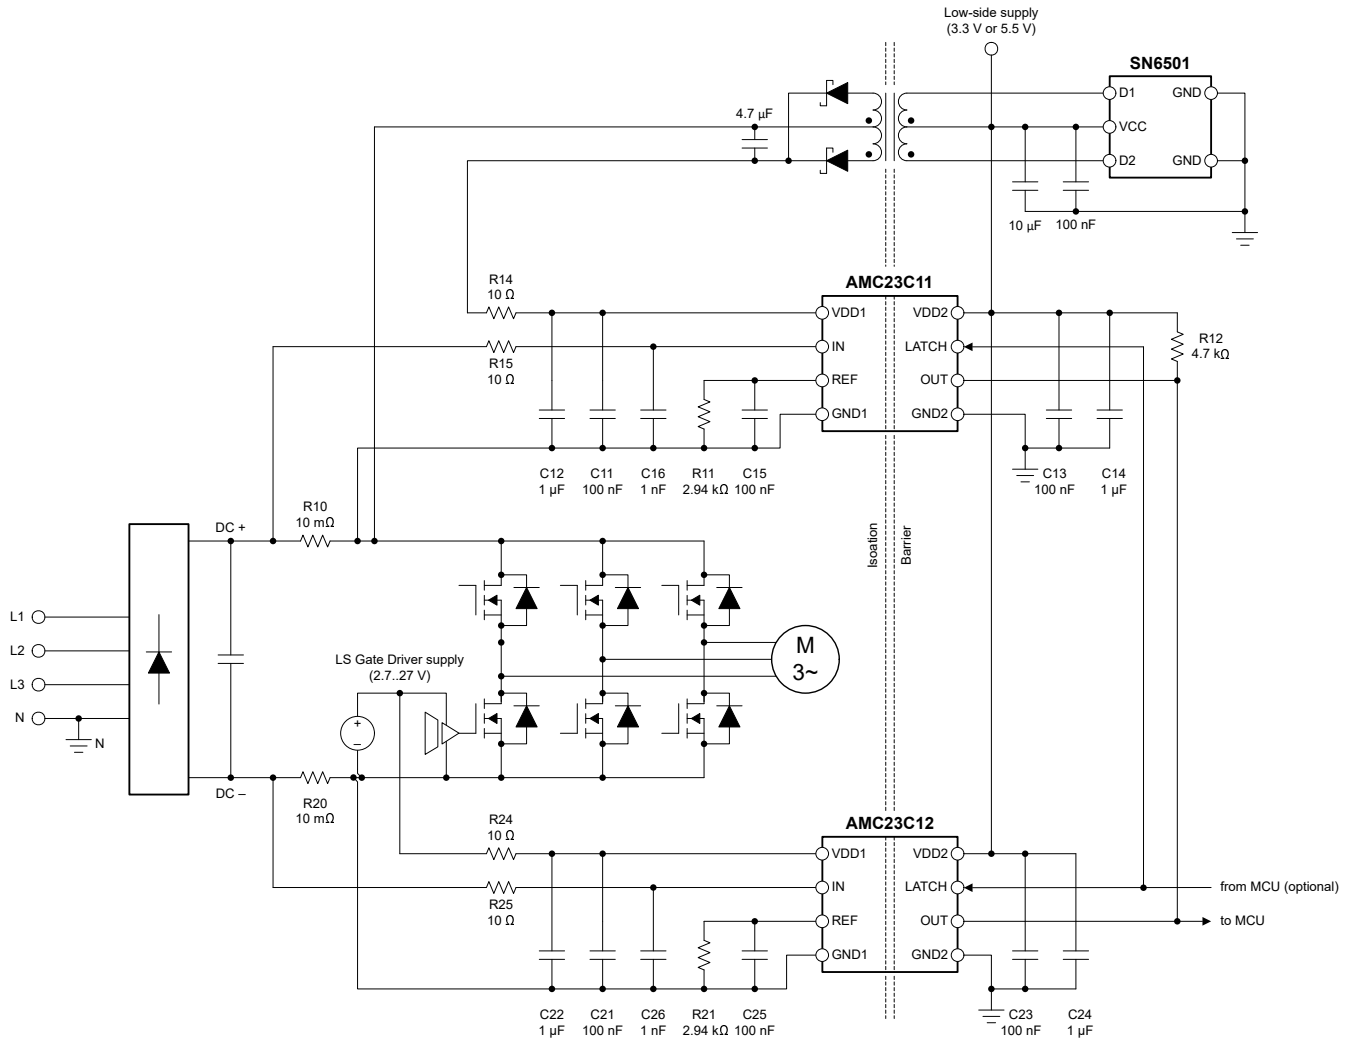 Low-side supply
(3.3 V or 5.5 V)
SN6501
D1
GND
4.7 µF
VCC
D2
GND
10 µF
100 nF
R14
10 Ω
AMC23C11
VDD1
VDD2
IN
LATCH
R12
4.7 kΩ
R15
10 Ω
REF
OUT
GND1
GND2
C12
1 µF
C11
100 nF
C16
1 nF
R11
2.94 kΩ
C15
100 nF
C13
100 nF
C14
1 µF
R10
10 mΩ
DC +
Isoation
Barrier
L1
L2
L3
N
N
LS Gate Driver supply
(2.7..27 V)
+
–
M
3~
DC –
R20
10 mΩ
R24
10 Ω
AMC23C12
VDD1
VDD2
IN
LATCH
from MCU (optional)
R25
10 Ω
REF
OUT
to MCU
GND1
GND2
C22
1 µF
C21
100 nF
C26
1 nF
R21
2.94 kΩ
C25
100 nF
C23
100 nF
C24
1 µF